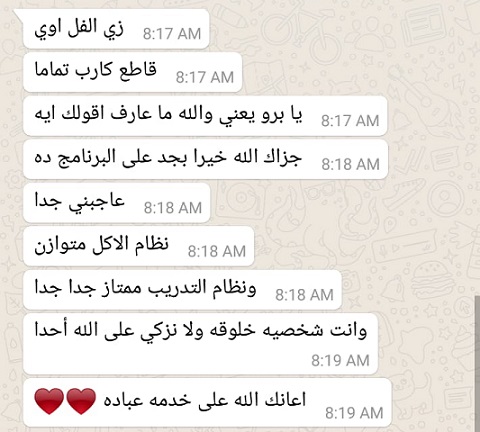 زي الفل اوي 8:17 AM
قاطع كارب تماما 8:17 AM
يا برو يعني والله ما عارف اقولك ايه 8:17 AM
جزاك الله خيرا بجد على البرنامج ده 8:18 AM
عاجبني جدا 8:18 AM
نظام الاكل متوازن 8:18 AM
ونظام التدريب ممتاز جدا جدا 8:18 AM
وانت شخصيه خلوقه ولا نزكي على الله أحدا
8:19 AM
اعانك الله على خدمه عباده ❤️❤️ 8:19 AM